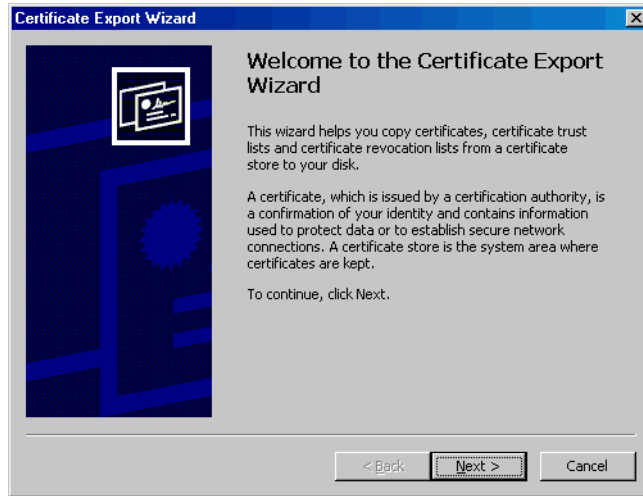 Certificate Export Wizard
Welcome to the Certificate Export
Wizard
This wizard helps you copy certificates, certificate trust
lists and certificate revocation lists from a certificate
store to your disk.
A certificate, which is issued by a certification authority, is
a confirmation of your identity and contains information
used to protect data or to establish secure network
connections. A certificate store is the system area where
certificates are kept.
To continue, click Next.
< Back Next > Cancel